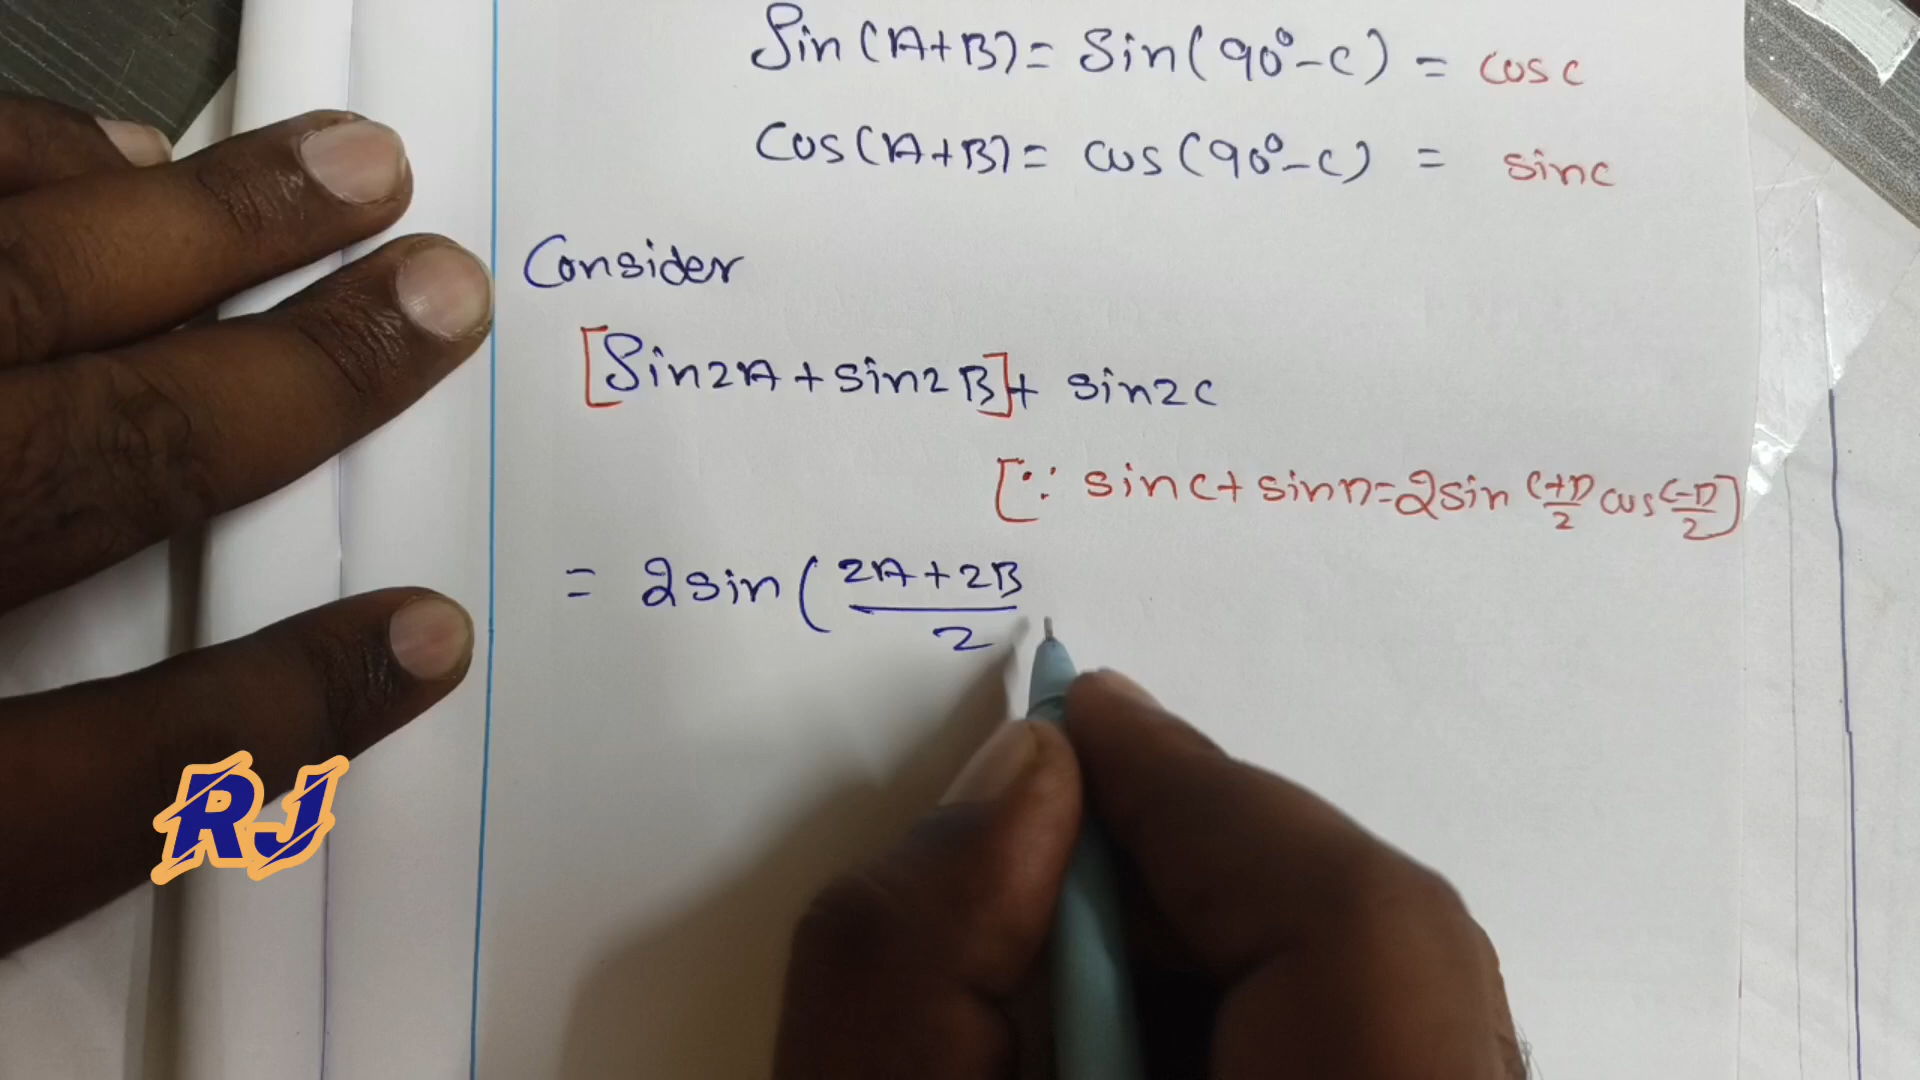 Sin(A+B) = Sin(90°-C) = cos c
Cos(A+B) = cos(90°-C) = sinc
Consider
[Sin2A + sin2B] + sin2C
[∵ sinc + sinD = 2sin (C+D)/2 cos (C-D)/2]
= 2sin ( (2A+2B)/2
RJ